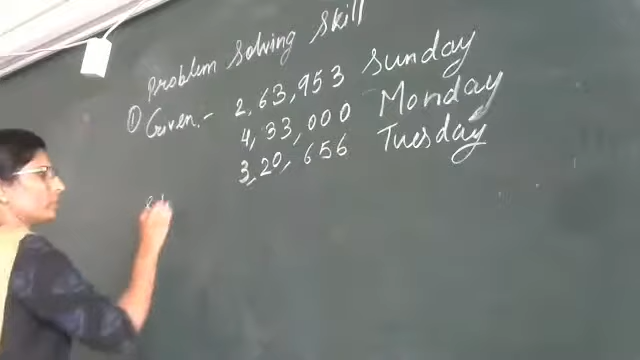 Problem Solving Skill
① Given:- 2,63,953 Sunday
4,33,000 Monday
3,20,656 Tuesday